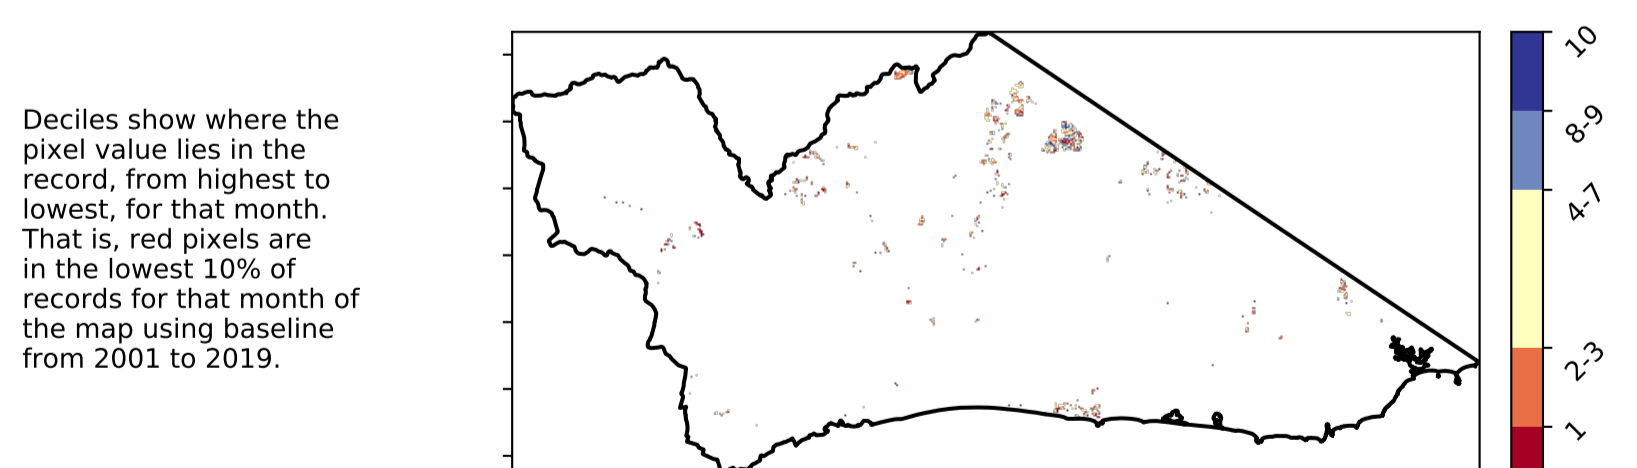 Deciles show where the
pixel value lies in the
record, from highest to
lowest, for that month.
That is, red pixels are
in the lowest 10% of
records for that month of
the map using baseline
from 2001 to 2019.
10
8-9
4-7
2-3
1